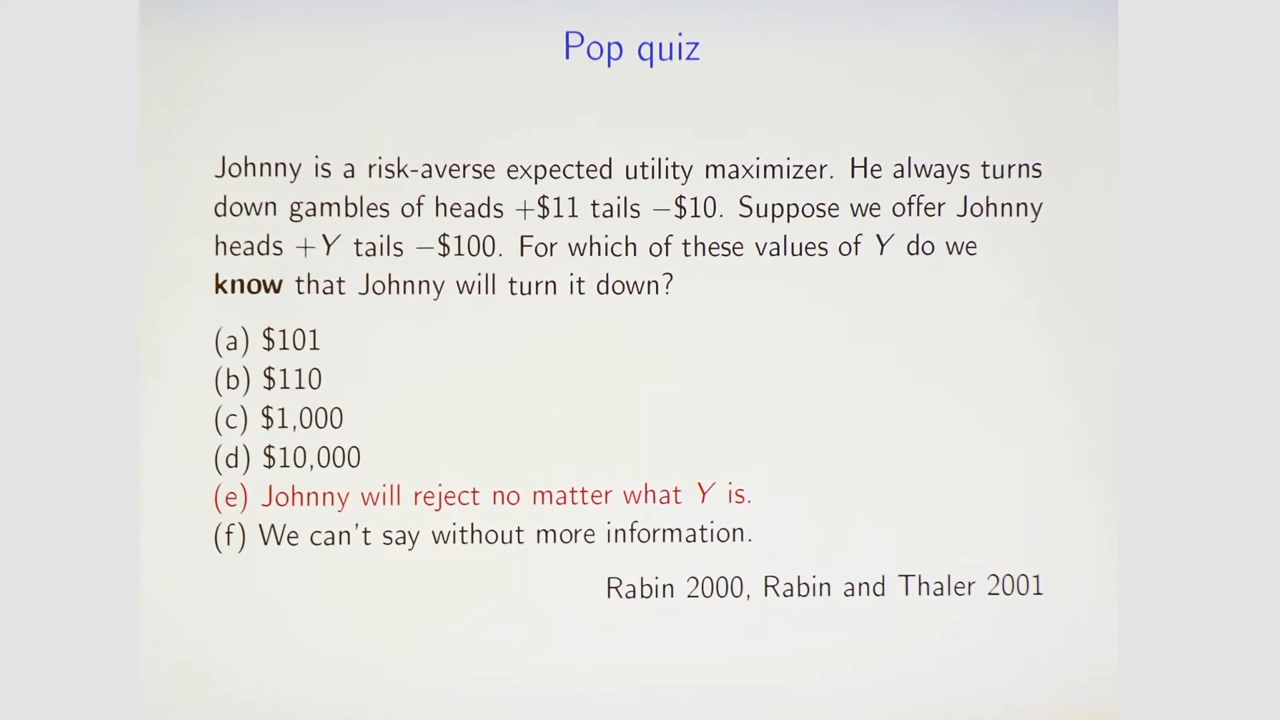 Pop quiz
Johnny is a risk-averse expected utility maximizer. He always turns
down gambles of heads +$11 tails −$10. Suppose we offer Johnny
heads +Y tails −$100. For which of these values of Y do we
know that Johnny will turn it down?
(a) $101
(b) $110
(c) $1,000
(d) $10,000
(e) Johnny will reject no matter what Y is.
(f) We can't say without more information.
Rabin 2000, Rabin and Thaler 2001